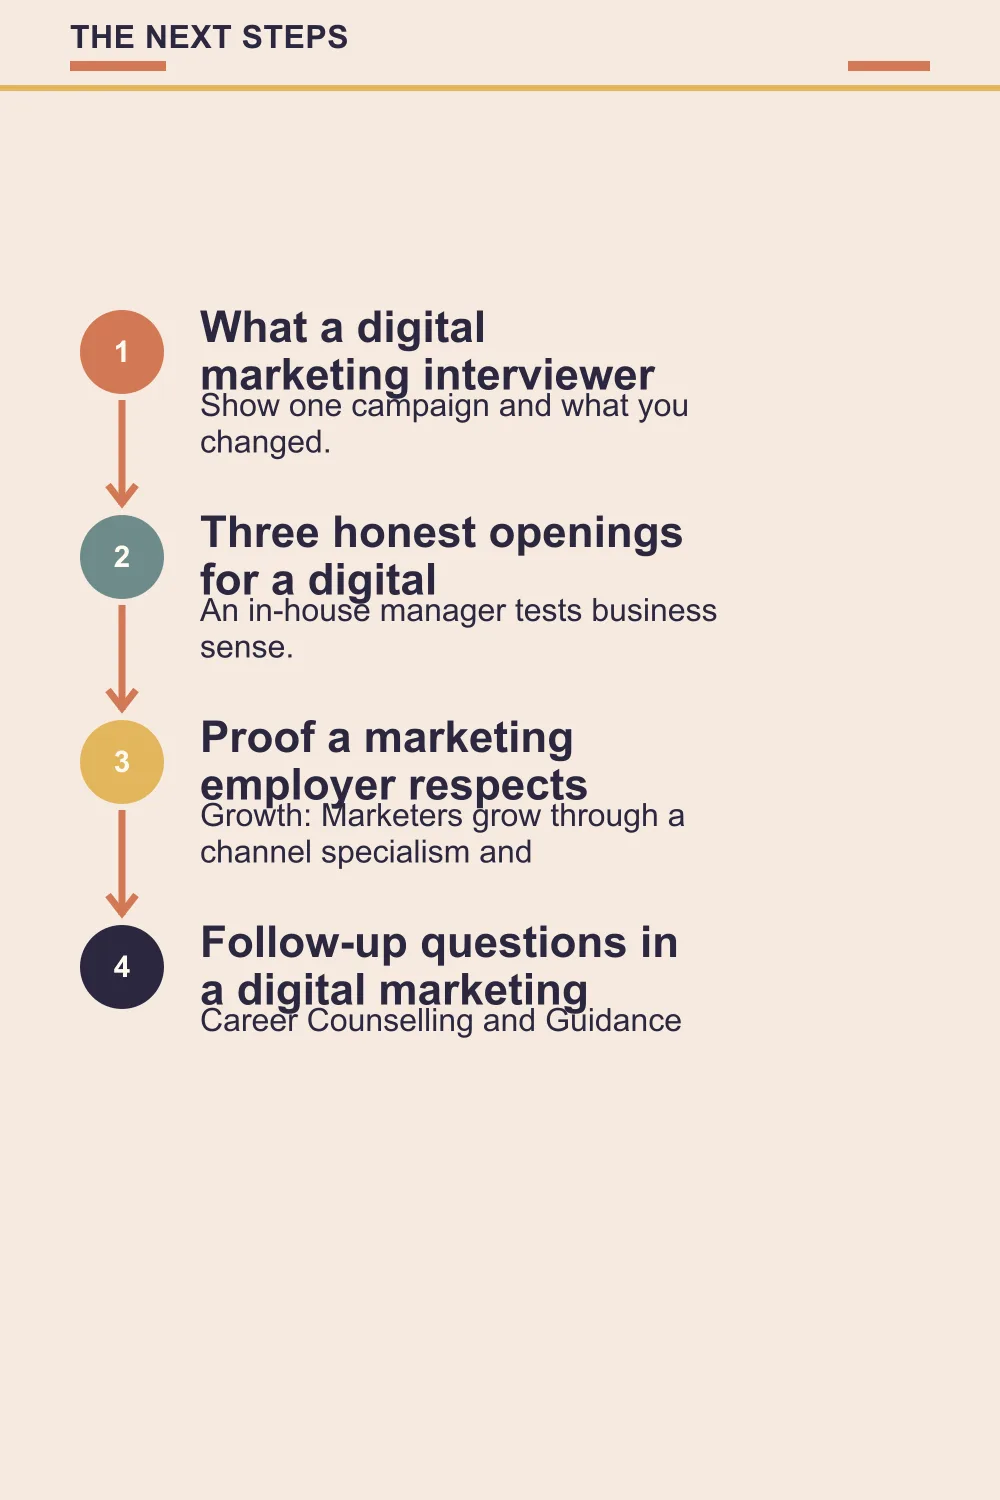 THE NEXT STEPS
1
What a digital
marketing interviewer
Show one campaign and what you
changed.
2
Three honest openings
for a digital
An in-house manager tests business
sense.
3
Proof a marketing
employer respects
Growth: Marketers grow through a
channel specialism and
4
Follow-up questions in
a digital marketing
Career Counselling and Guidance